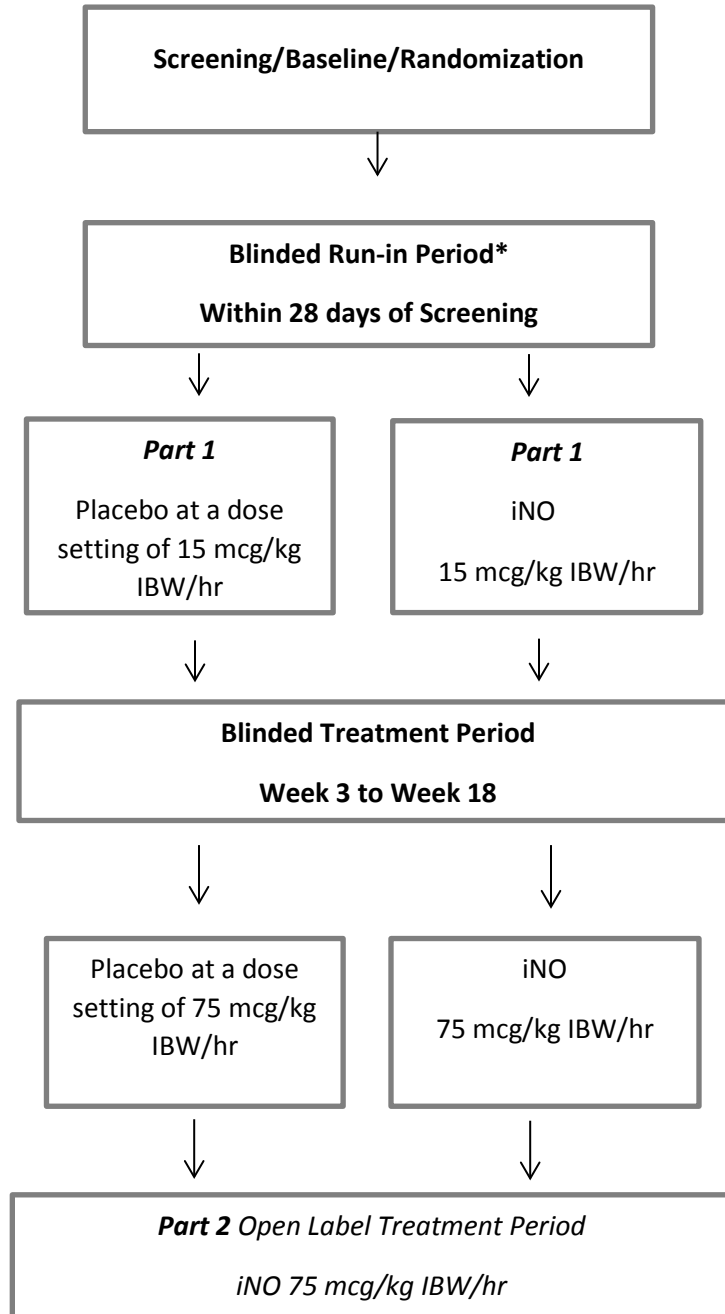 Screening/Baseline/Randomization
Blinded Run-in Period*
Within 28 days of Screening
Part 1
Placebo at a dose
setting of 15 mcg/kg
IBW/hr
Part 1
iNO
15 mcg/kg IBW/hr
Blinded Treatment Period
Week 3 to Week 18
Placebo at a dose
setting of 75 mcg/kg
IBW/hr
iNO
75 mcg/kg IBW/hr
Part 2 Open Label Treatment Period
iNO 75 mcg/kg IBW/hr